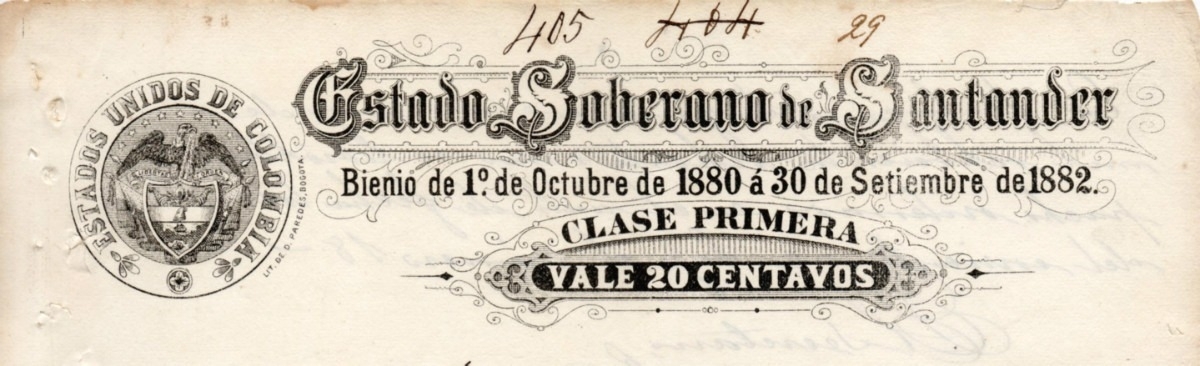 405 404 29
ESTADOS UNIDOS DE COLOMBIA
LIT. DE D. PAREDES, BOGOTA.
Estado Soberano de Santander
Bienio de 1º de Octubre de 1880 á 30 de Setiembre de 1882.
CLASE PRIMERA
VALE 20 CENTAVOS